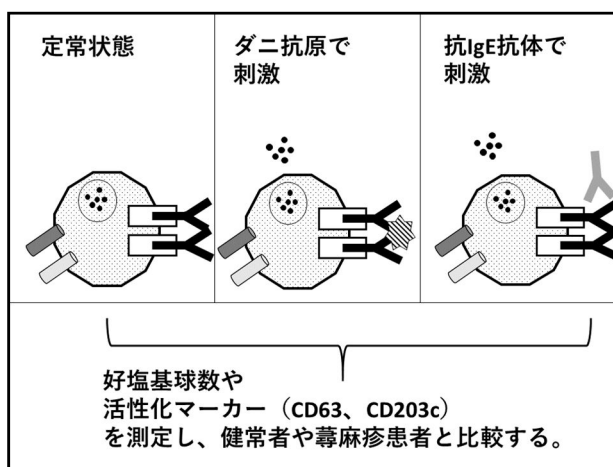 定常状態
ダニ抗原で
刺激
抗IgE抗体で
刺激
好塩基球数や
活性化マーカー（CD63、CD203c）
を測定し、健常者や蕁麻疹患者と比較する。